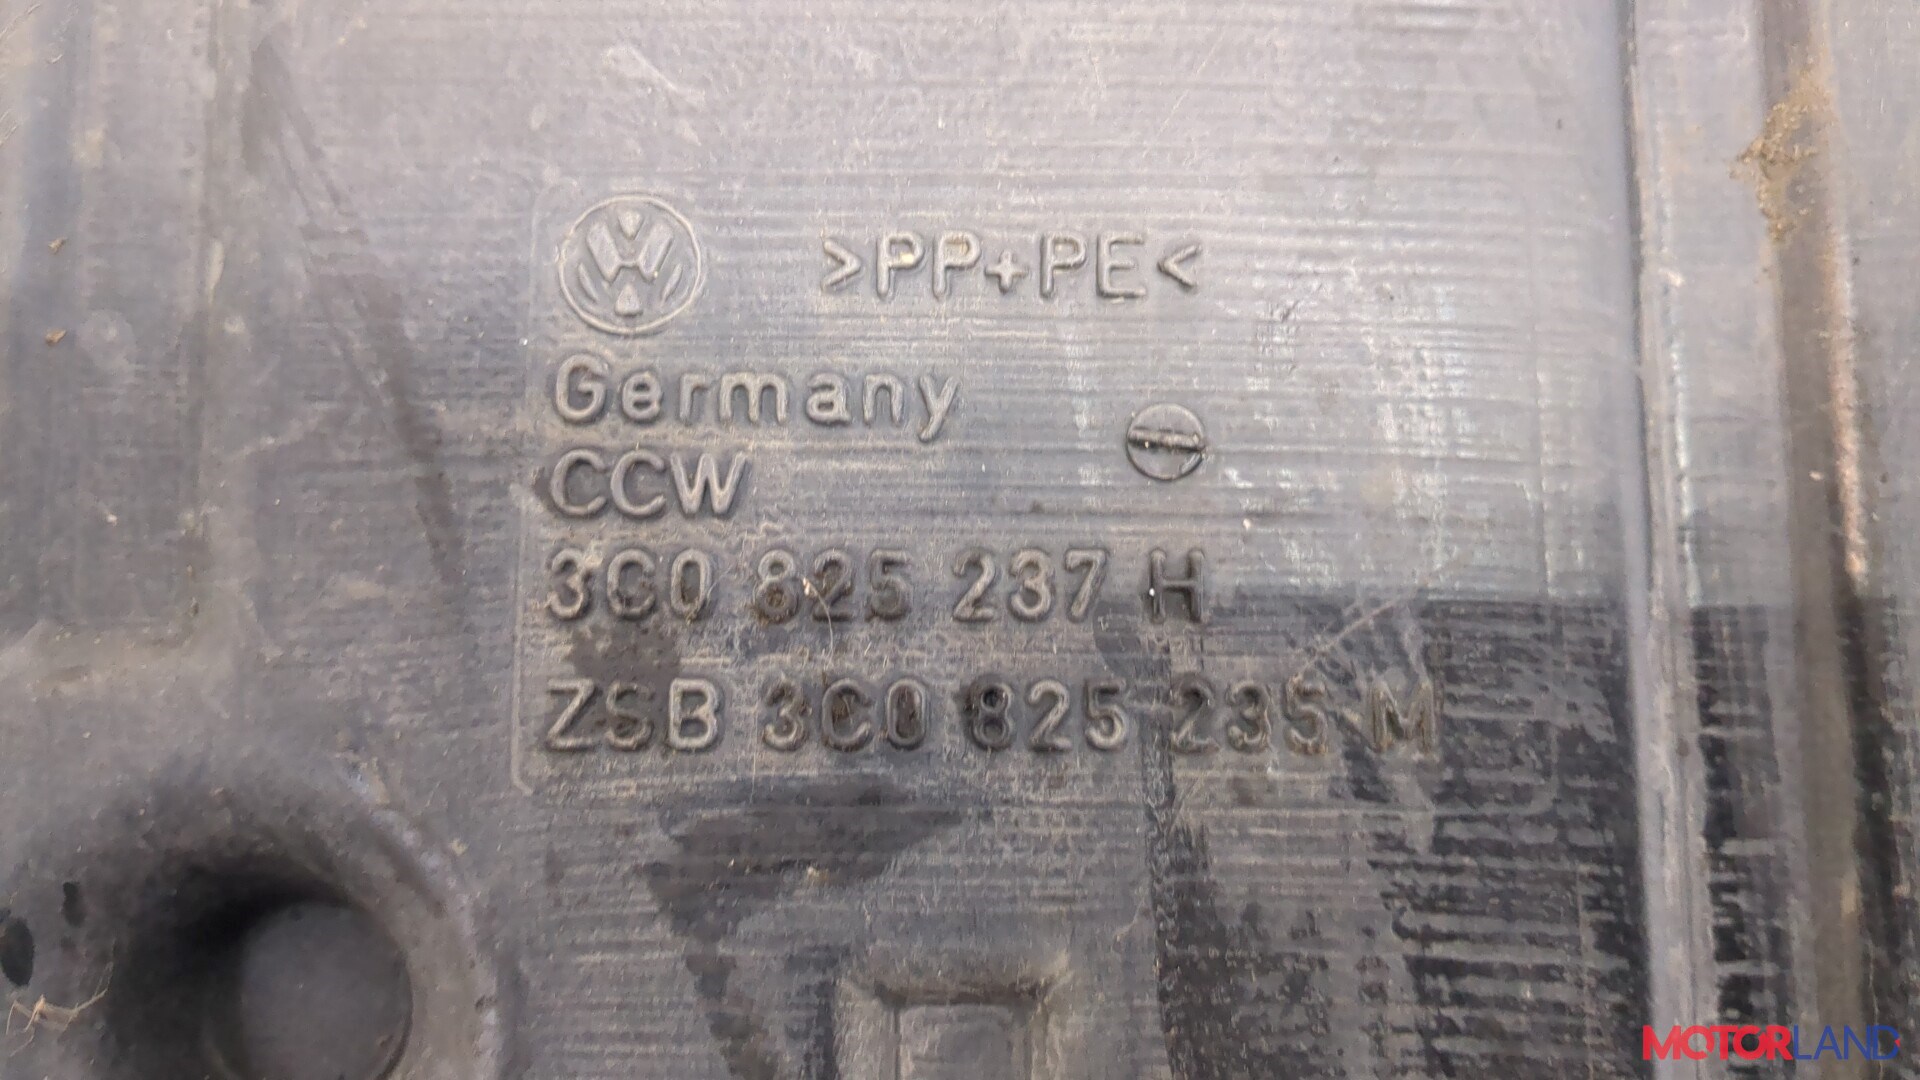 >PP+PE<
Germany
CCW
3C0 825 237 H
ZSB 3C0 825 235 M
MOTORLAND